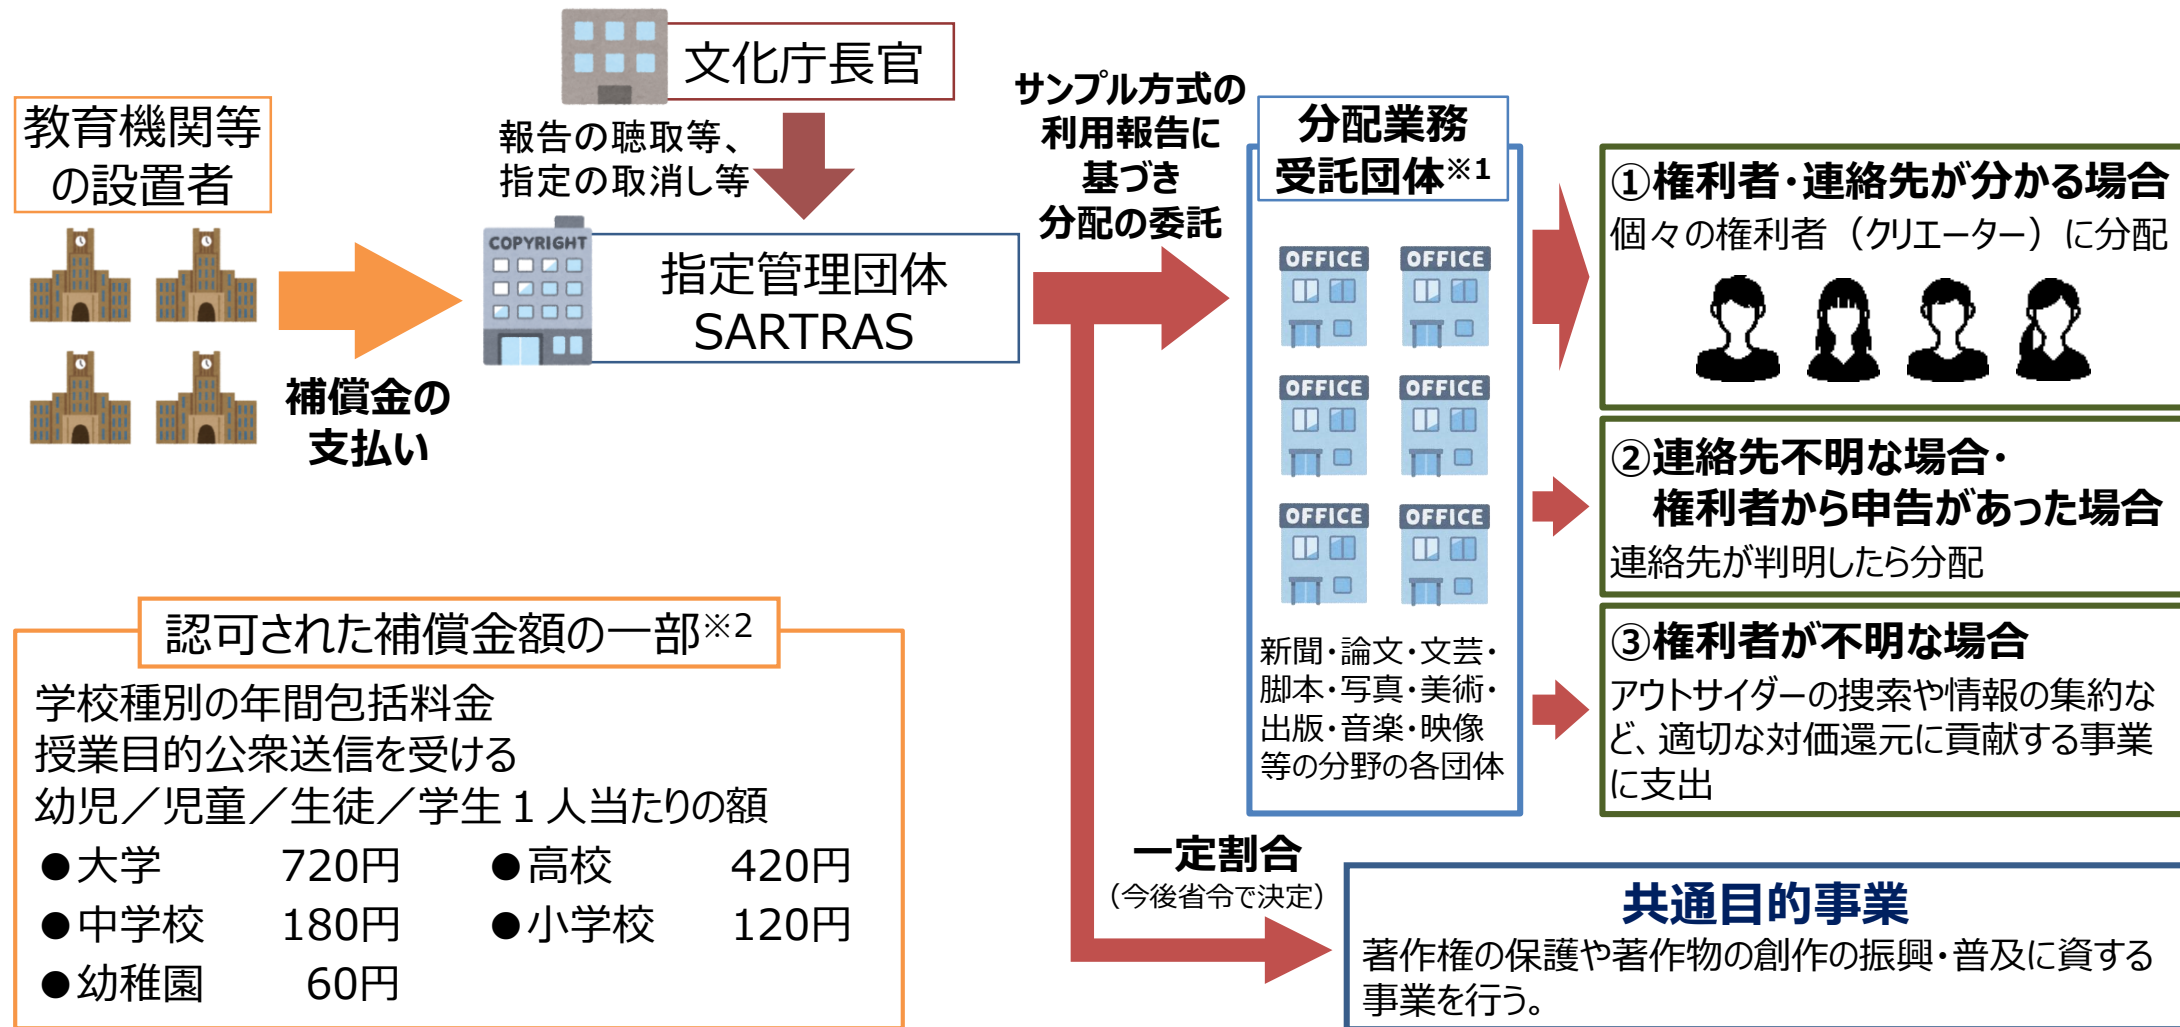 文化庁長官
教育機関等
の設置者
報告の聴取等、
指定の取消し等
COPYRIGHT
指定管理団体
SARTRAS
補償金の
支払い
サンプル方式の
利用報告に
基づき
分配の委託
分配業務
受託団体※1
OFFICE OFFICE
OFFICE OFFICE
OFFICE OFFICE
新聞・論文・文芸・
脚本・写真・美術・
出版・音楽・映像
等の分野の各団体
①権利者・連絡先が分かる場合
個々の権利者（クリエーター）に分配
②連絡先不明な場合・
権利者から申告があった場合
連絡先が判明したら分配
③権利者が不明な場合
アウトサイダーの捜索や情報の集約な
ど、適切な対価還元に貢献する事業
に支出
一定割合
（今後省令で決定）
共通目的事業
著作権の保護や著作物の創作の振興・普及に資する
事業を行う。
認可された補償金額の一部※2
学校種別の年間包括料金
授業目的公衆送信を受ける
幼児／児童／生徒／学生１人当たりの額
●大学 720円 ●高校 420円
●中学校 180円 ●小学校 120円
●幼稚園 60円